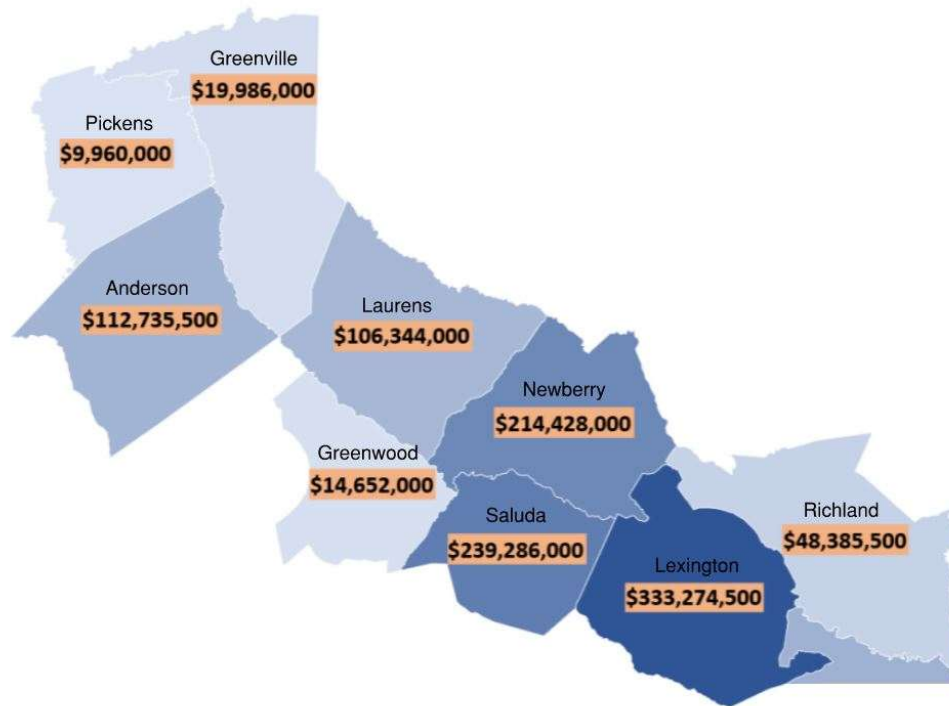 Greenville
$19,986,000
Pickens
$9,960,000
Anderson
$112,735,500
Laurens
$106,344,000
Newberry
$214,428,000
Greenwood
$14,652,000
Saluda
$239,286,000
Richland
$48,385,500
Lexington
$333,274,500